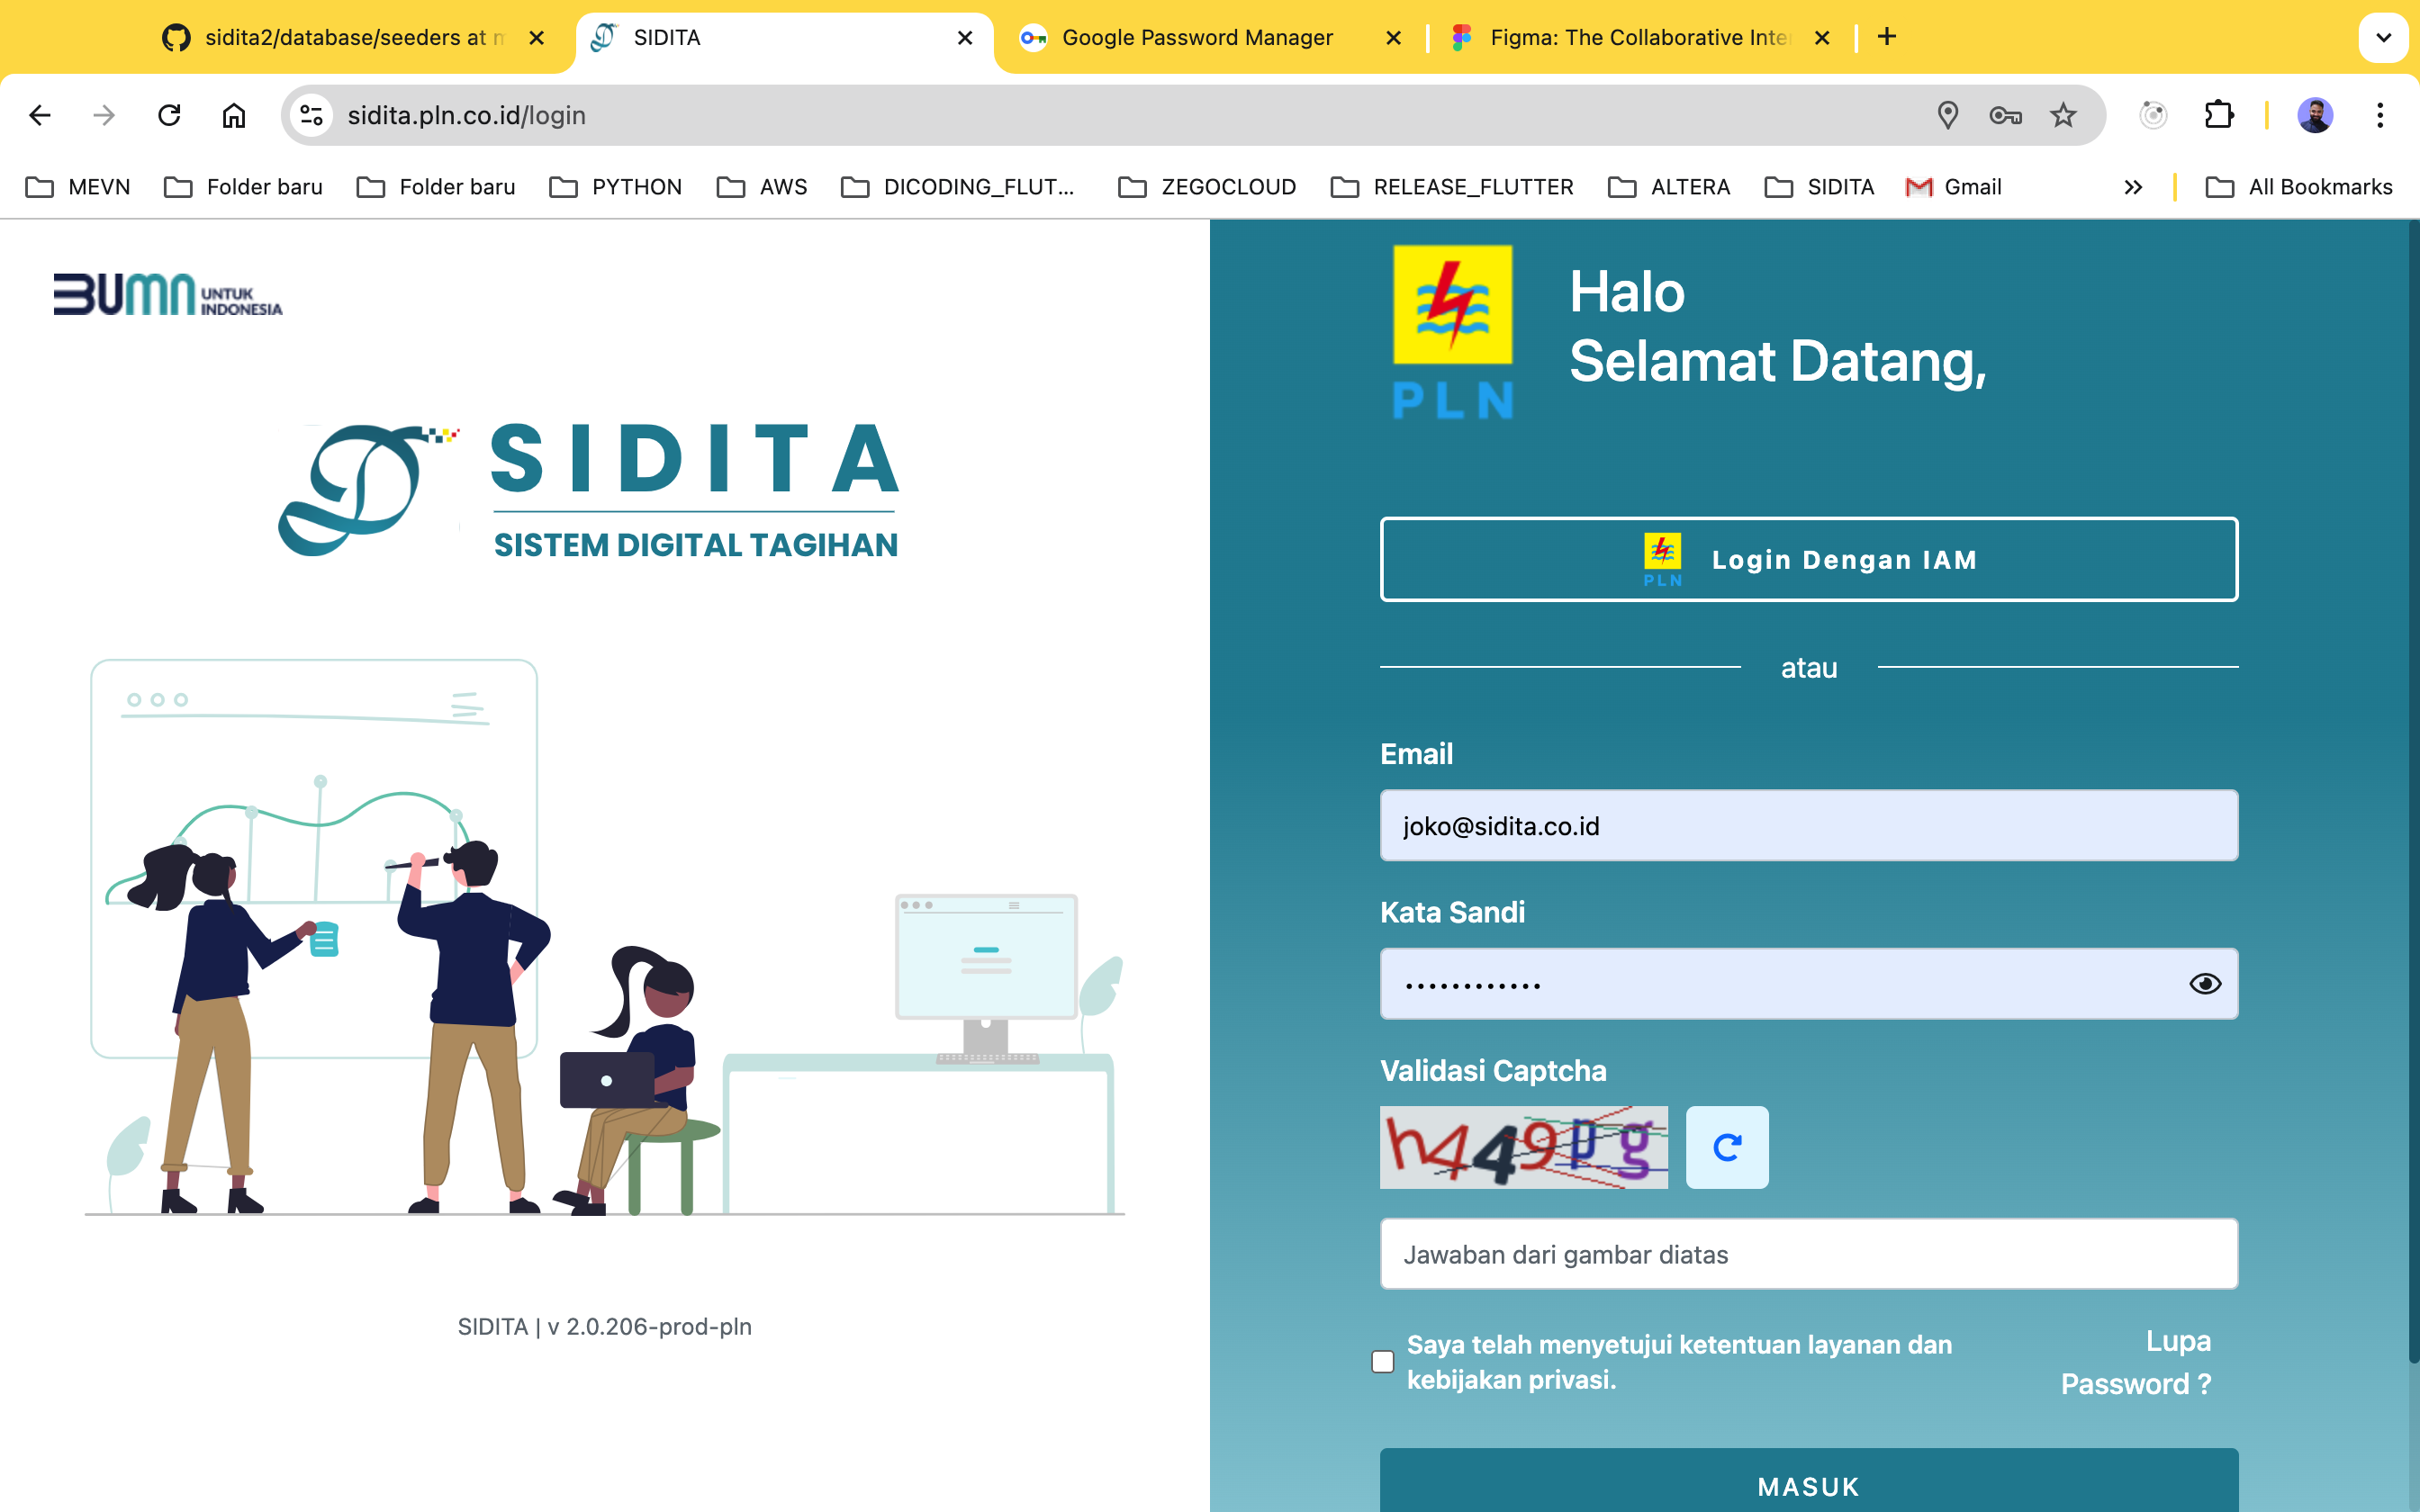 sidita2/database/seeders at m
SIDITA
Google Password Manager
Figma: The Collaborative Inte
sidita.pln.co.id/login
MEVN
Folder baru
Folder baru
PYTHON
AWS
DICODING_FLUT...
ZEGOCLOUD
RELEASE_FLUTTER
ALTERA
SIDITA
Gmail
All Bookmarks
BUMN UNTUK
INDONESIA
SIDITA
SISTEM DIGITAL TAGIHAN
SIDITA | v 2.0.206-prod-pln
PLN
Halo
Selamat Datang,
PLN
Login Dengan IAM
atau
Email
joko@sidita.co.id
Kata Sandi
••••••••••••
Validasi Captcha
h449pg
Jawaban dari gambar diatas
Saya telah menyetujui ketentuan layanan dan
kebijakan privasi.
Lupa
Password ?
MASUK